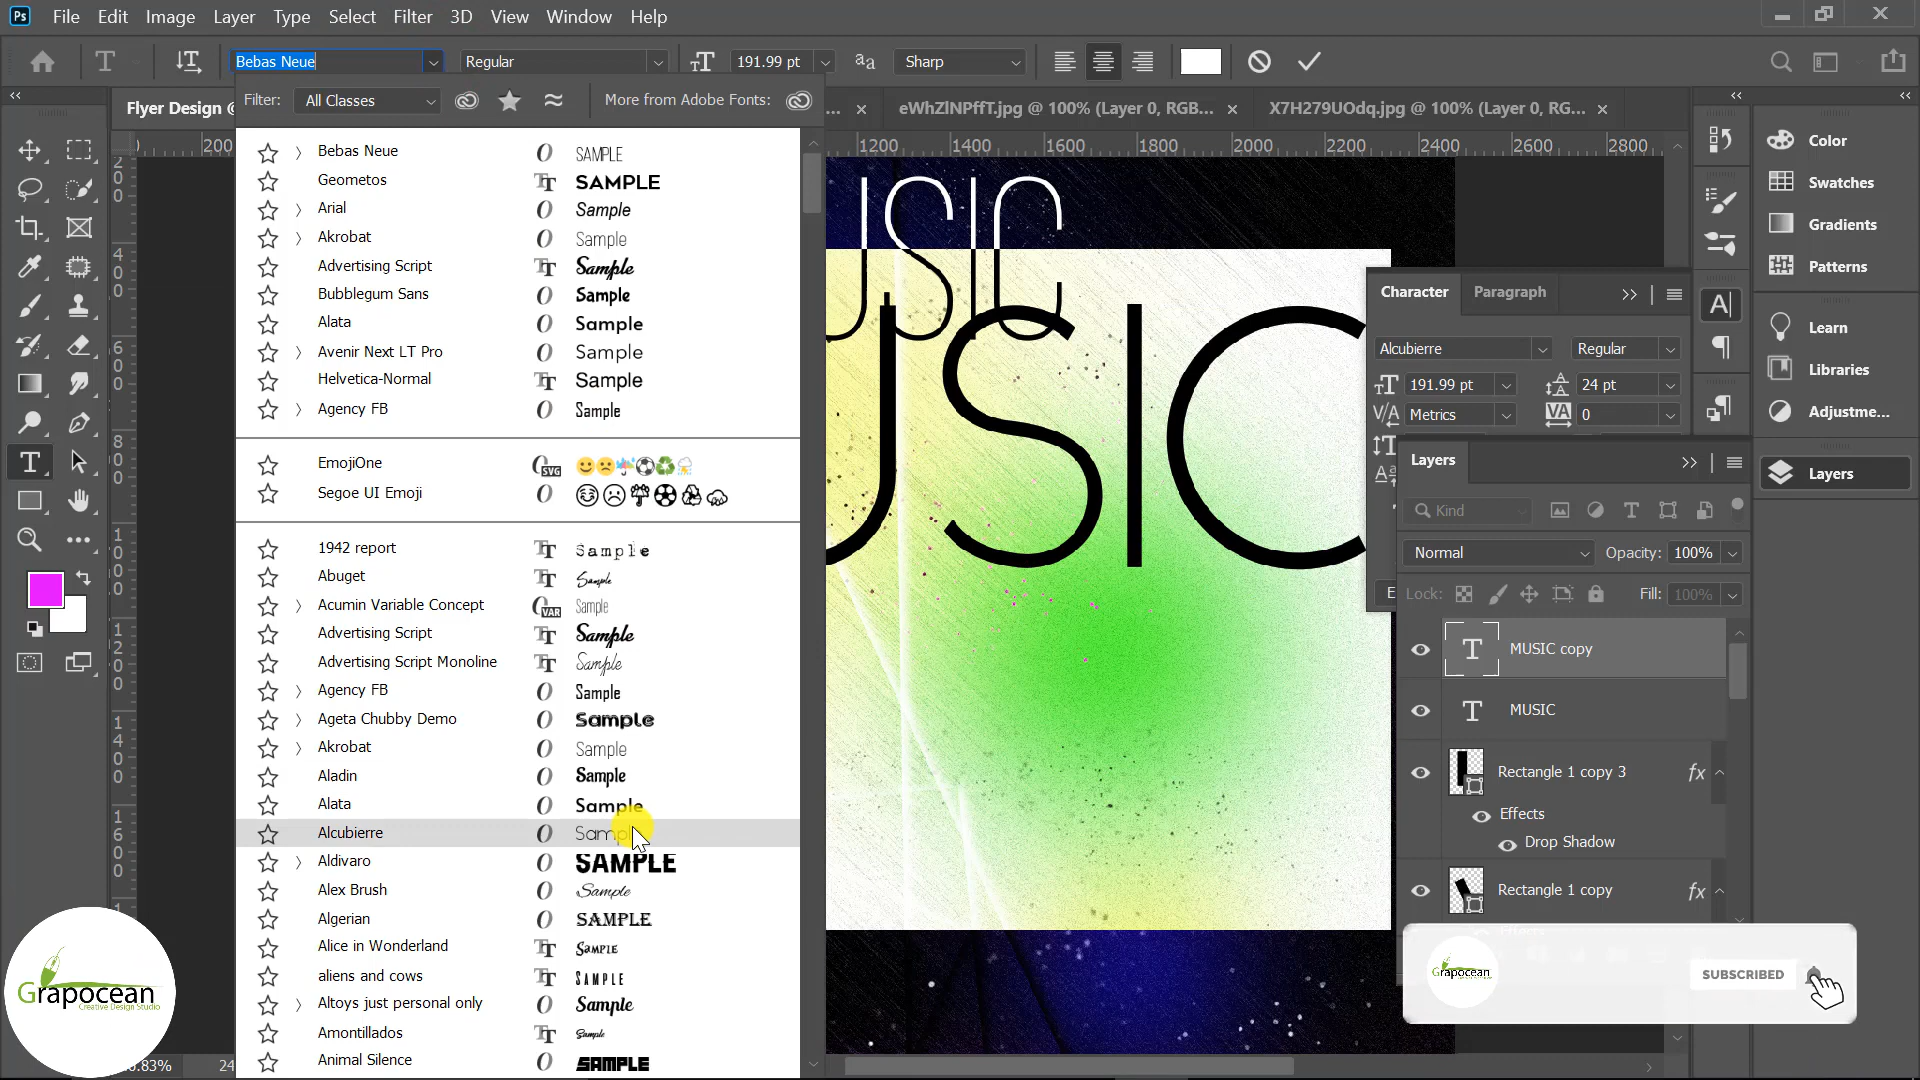 Ps File Edit Image Layer Type Select Filter 3D View Window Help
Bebas Neue Regular 191.99 pt aa Sharp
Filter: All Classes More from Adobe Fonts:
Flyer Design @ ... eWhZlNPffT.jpg @ 100% (Layer 0, RGB... X7H279UOdq.jpg @ 100% (Layer 0, RG...
200 1200 1400 1600 1800 2000 2200 2400 2600 2800
Bebas Neue SAMPLE
Geometos SAMPLE
Arial Sample
Akrobat Sample
Advertising Script Sample
Bubblegum Sans Sample
Alata Sample
Avenir Next LT Pro Sample
Helvetica-Normal Sample
Agency FB Sample
EmojiOne
Segoe UI Emoji
1942 report Sample
Abuget Sample
Acumin Variable Concept Sample
Advertising Script Sample
Advertising Script Monoline Sample
Agency FB Sample
Ageta Chubby Demo Sample
Akrobat Sample
Aladin Sample
Alata Sample
Alcubierre
Aldivaro SAMPLE
Alex Brush Sample
Algerian SAMPLE
Alice in Wonderland SAMPLE
aliens and cows SAMPLE
Altoys just personal only Sample
Amontillados Sample
Animal Silence SAMPLE
USIC
USIC
Character Paragraph
Alcubierre Regular
191.99 pt 24 pt
Metrics 0
Layers
Kind
Normal Opacity: 100%
Lock: Fill: 100%
MUSIC copy
MUSIC
Rectangle 1 copy 3 fx
Effects
Drop Shadow
Rectangle 1 copy fx
Color
Swatches
Gradients
Patterns
Learn
Libraries
Adjustme...
Layers
Grapocean
Creative Design Studio
Grapocean
SUBSCRIBED